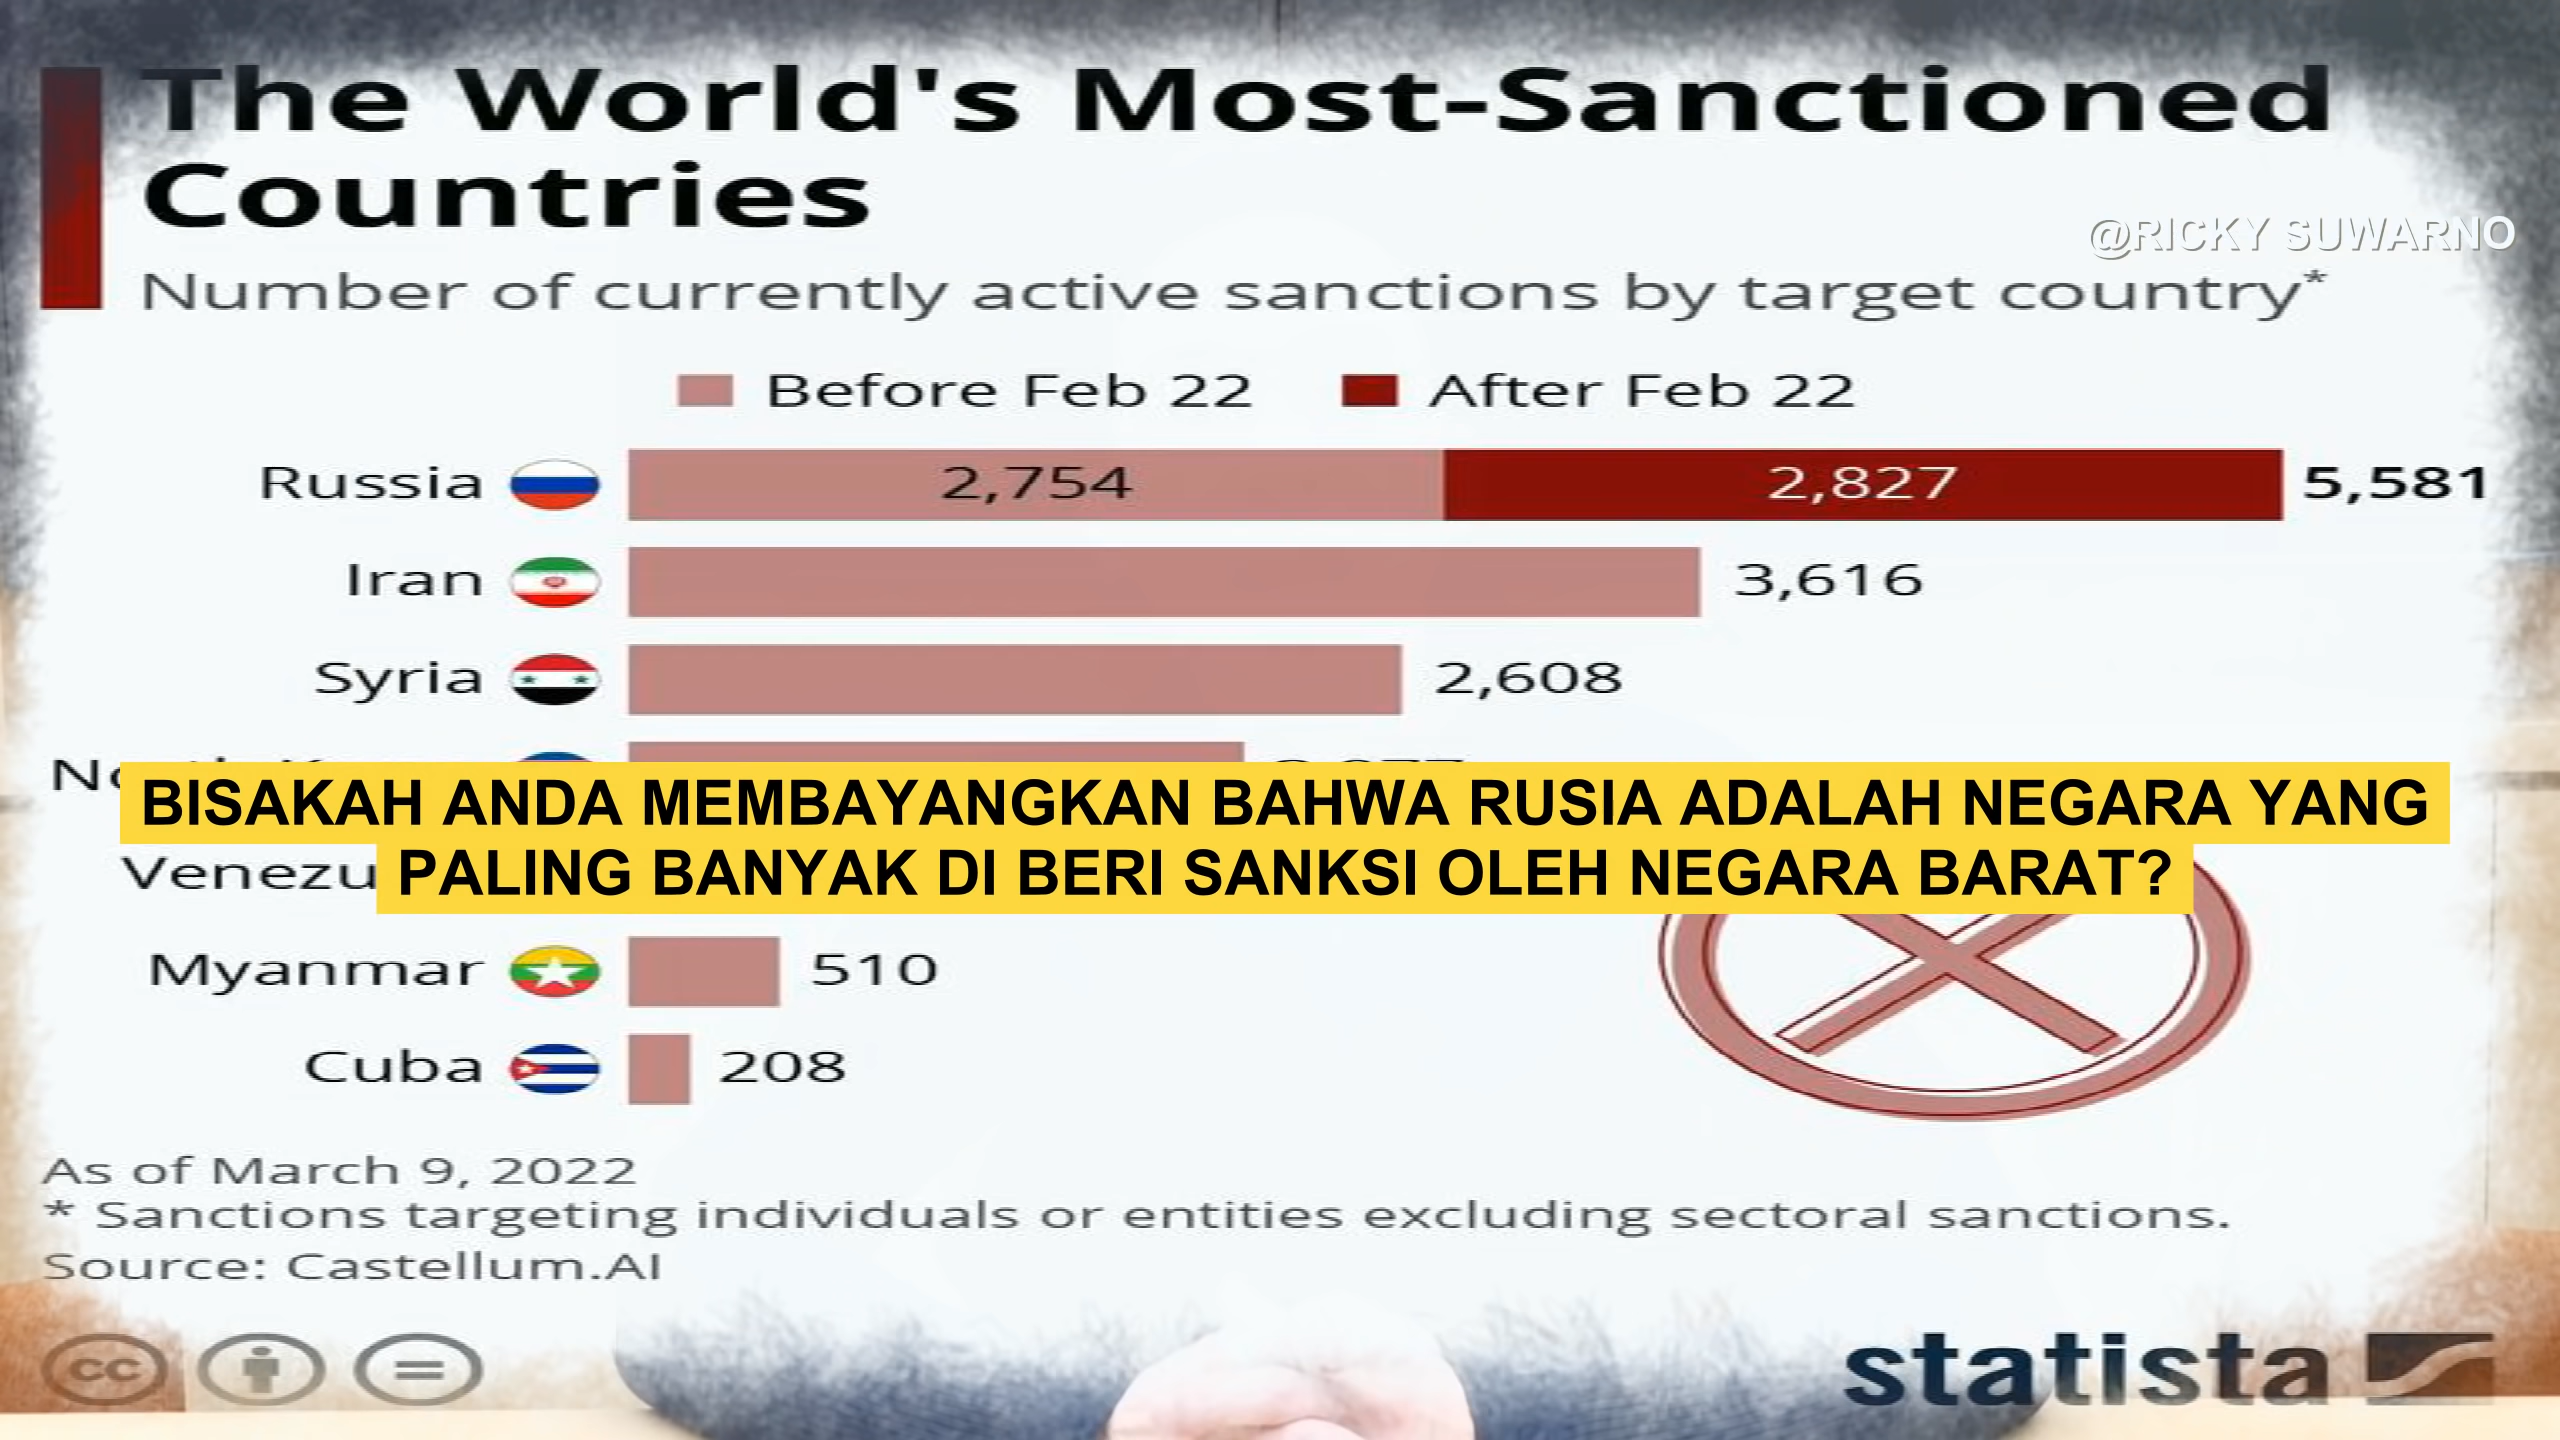 The World's Most-Sanctioned
Countries
@RICKY SUWARNO
Number of currently active sanctions by target country*
Before Feb 22 After Feb 22
Russia 2,754 2,827 5,581
Iran 3,616
Syria 2,608
BISAKAH ANDA MEMBAYANGKAN BAHWA RUSIA ADALAH NEGARA YANG
PALING BANYAK DI BERI SANKSI OLEH NEGARA BARAT?
Myanmar 510
Cuba 208
As of March 9, 2022
* Sanctions targeting individuals or entities excluding sectoral sanctions.
Source: Castellum.AI
cc
statista